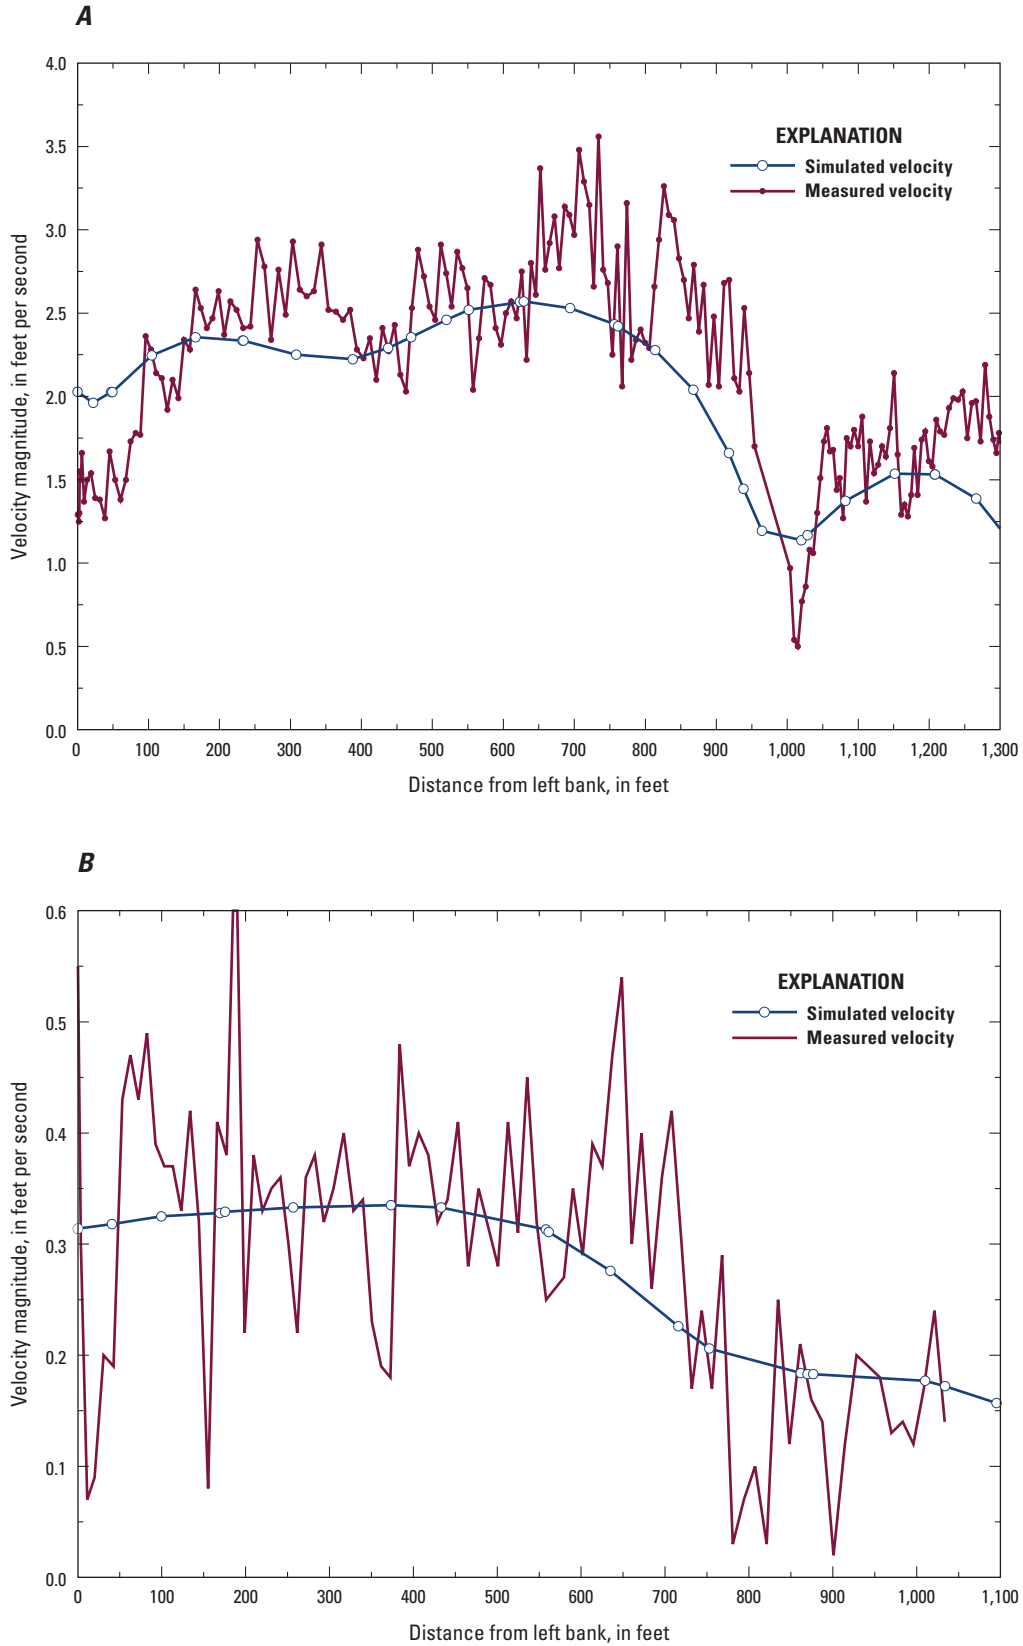 A
4.0
3.5
3.0
2.5
2.0
1.5
1.0
0.5
0.0
Velocity magnitude, in feet per second
EXPLANATION
Simulated velocity
Measured velocity
0 100 200 300 400 500 600 700 800 900 1,000 1,100 1,200 1,300
Distance from left bank, in feet
B
0.6
0.5
0.4
0.3
0.2
0.1
0.0
Velocity magnitude, in feet per second
EXPLANATION
Simulated velocity
Measured velocity
0 100 200 300 400 500 600 700 800 900 1,000 1,100
Distance from left bank, in feet